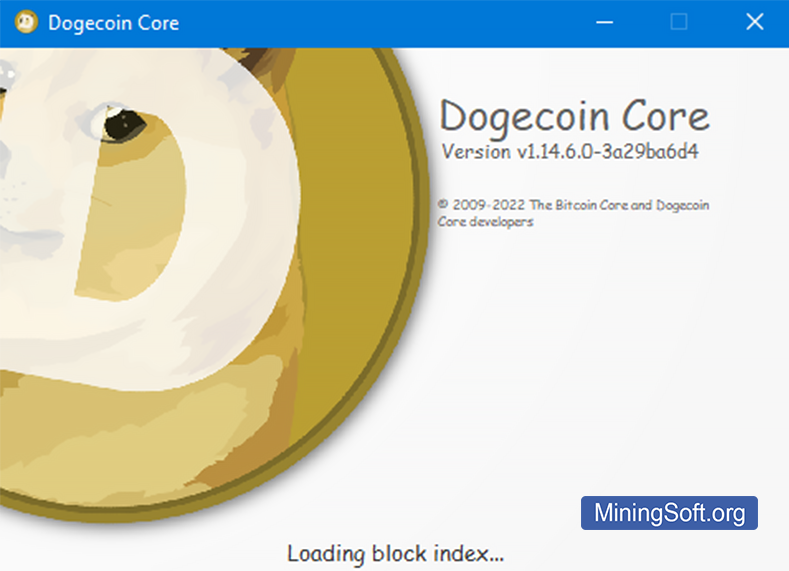 Dogecoin Core
Dogecoin Core
Version v1.14.6.0-3a29ba6d4
© 2009-2022 The Bitcoin Core and Dogecoin
Core developers
MiningSoft.org
Loading block index...